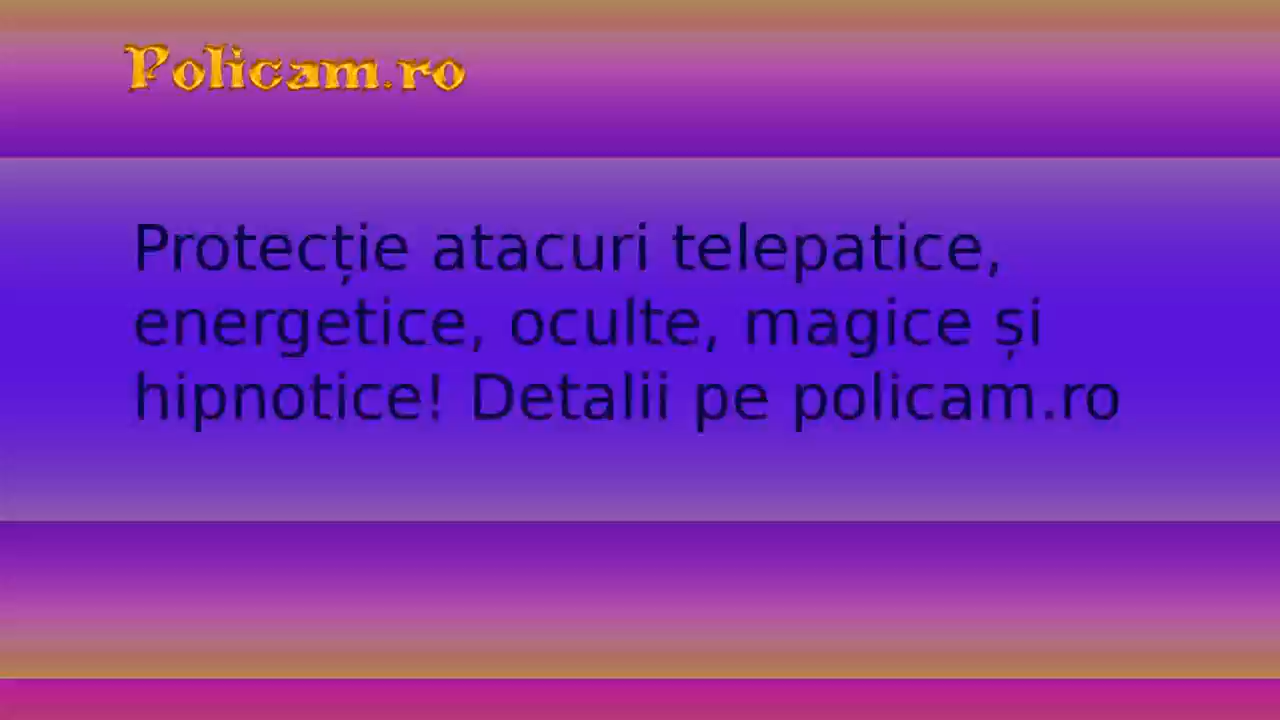 Policam.ro
Protecție atacuri telepatice,
energetice, oculte, magice și
hipnotice! Detalii pe policam.ro